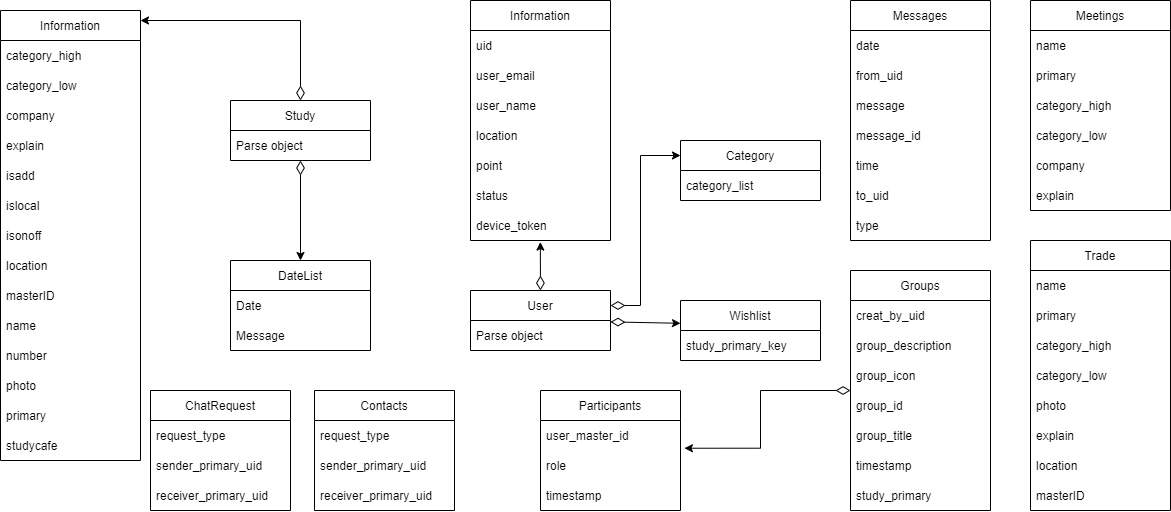 Information
category_high
category_low
company
explain
isadd
islocal
isonoff
location
masterID
name
number
photo
primary
studycafe
Study
Parse object
DateList
Date
Message
Information
uid
user_email
user_name
location
point
status
device_token
User
Parse object
Category
category_list
Wishlist
study_primary_key
Messages
date
from_uid
message
message_id
time
to_uid
type
Meetings
name
primary
category_high
category_low
company
explain
ChatRequest
request_type
sender_primary_uid
receiver_primary_uid
Contacts
request_type
sender_primary_uid
receiver_primary_uid
Participants
user_master_id
role
timestamp
Groups
creat_by_uid
group_description
group_icon
group_id
group_title
timestamp
study_primary
Trade
name
primary
category_high
category_low
photo
explain
location
masterID